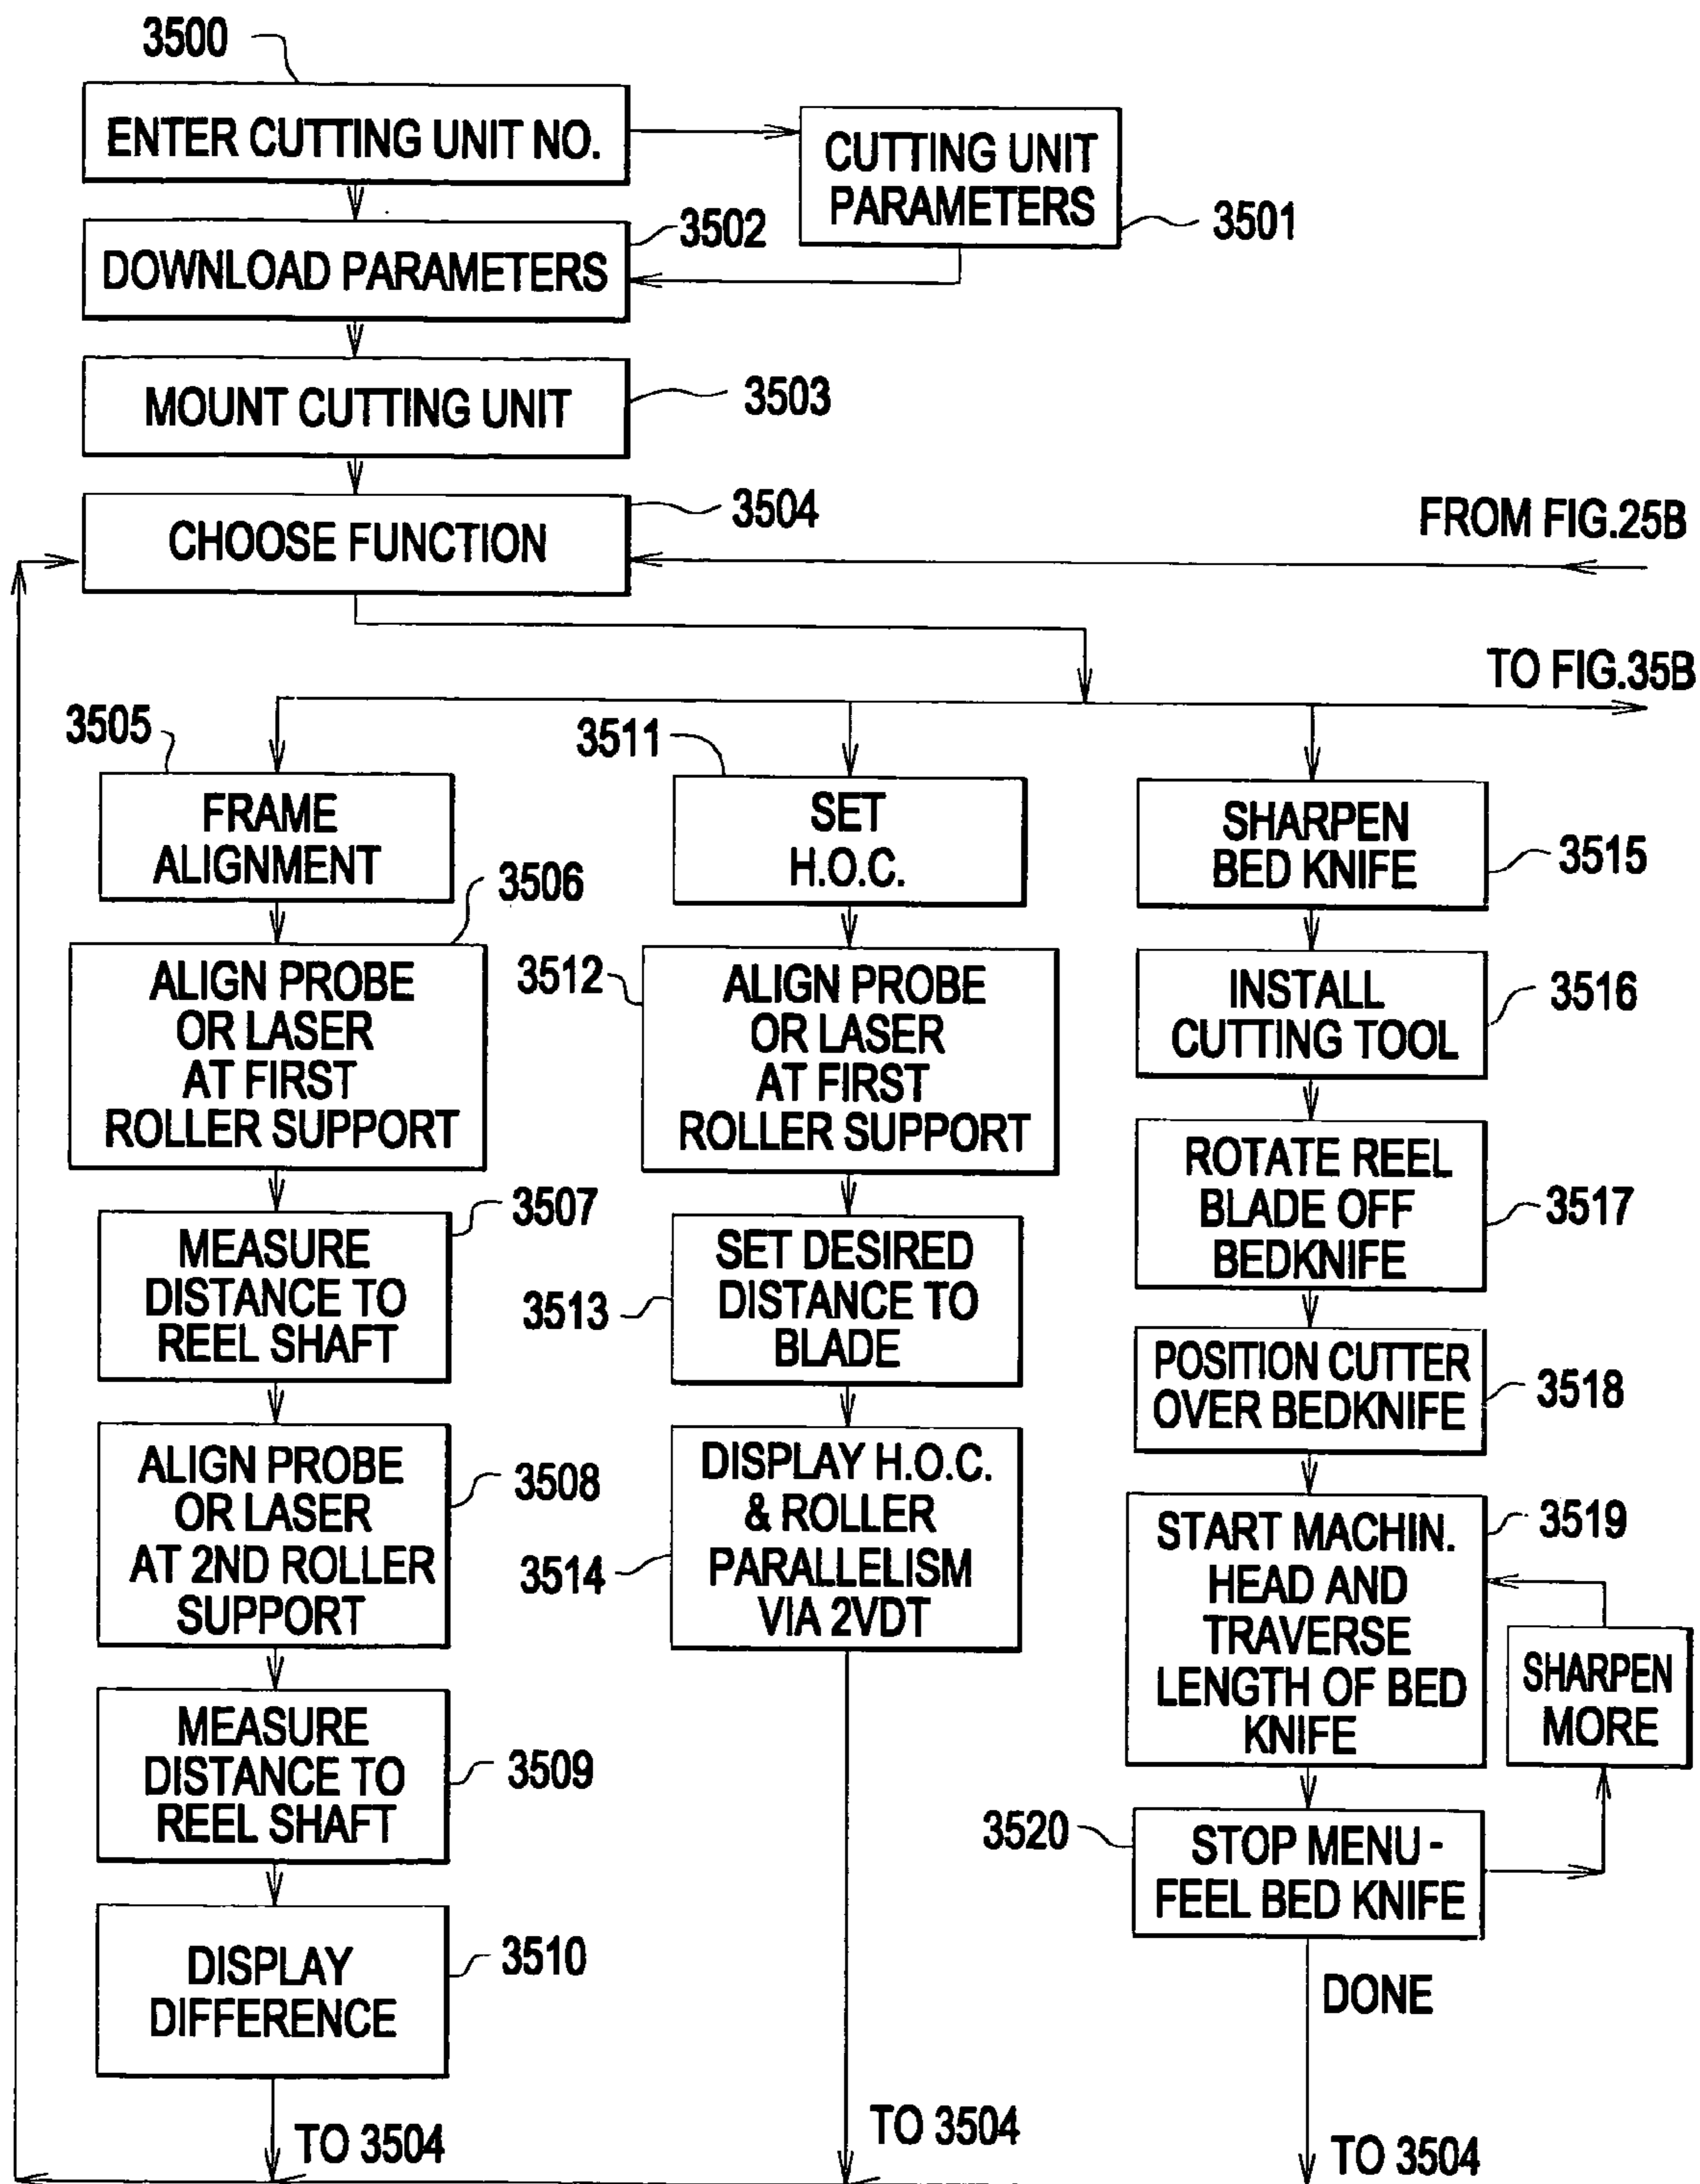 3500
ENTER CUTTING UNIT NO.
CUTTING UNIT
PARAMETERS
3501
3502
DOWNLOAD PARAMETERS
MOUNT CUTTING UNIT
3503
CHOOSE FUNCTION
3504
FROM FIG.25B
TO FIG.35B
3505
FRAME
ALIGNMENT
3506
ALIGN PROBE
OR LASER
AT FIRST
ROLLER SUPPORT
3507
MEASURE
DISTANCE TO
REEL SHAFT
ALIGN PROBE
OR LASER
AT 2ND ROLLER
SUPPORT
3508
MEASURE
DISTANCE TO
REEL SHAFT
3509
DISPLAY
DIFFERENCE
3510
TO 3504
3511
SET
H.O.C.
3512
ALIGN PROBE
OR LASER
AT FIRST
ROLLER SUPPORT
SET DESIRED
DISTANCE TO
BLADE
3513
DISPLAY H.O.C.
& ROLLER
PARALLELISM
VIA 2VDT
3514
TO 3504
SHARPEN
BED KNIFE
3515
INSTALL
CUTTING TOOL
3516
ROTATE REEL
BLADE OFF
BEDKNIFE
3517
POSITION CUTTER
OVER BEDKNIFE
3518
START MACHIN.
HEAD AND
TRAVERSE
LENGTH OF BED
KNIFE
3519
SHARPEN
MORE
3520
STOP MENU -
FEEL BED KNIFE
DONE
TO 3504